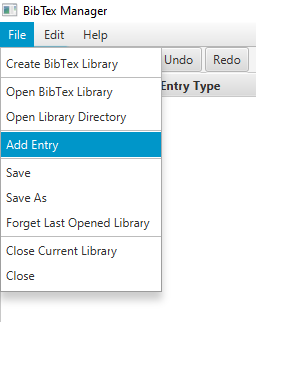 BibTex Manager
File Edit Help
Undo Redo
Entry Type
Create BibTex Library
Open BibTex Library
Open Library Directory
Add Entry
Save
Save As
Forget Last Opened Library
Close Current Library
Close